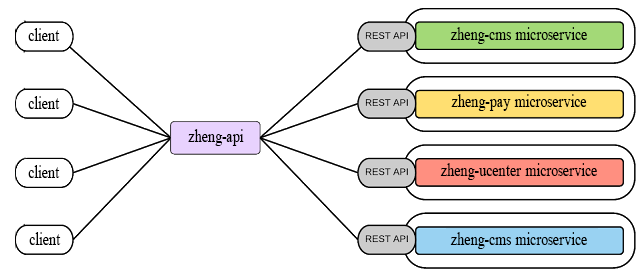 client
REST API
zheng-cms microservice
client
REST API
zheng-pay microservice
zheng-api
client
REST API
zheng-ucenter microservice
client
REST API
zheng-cms microservice